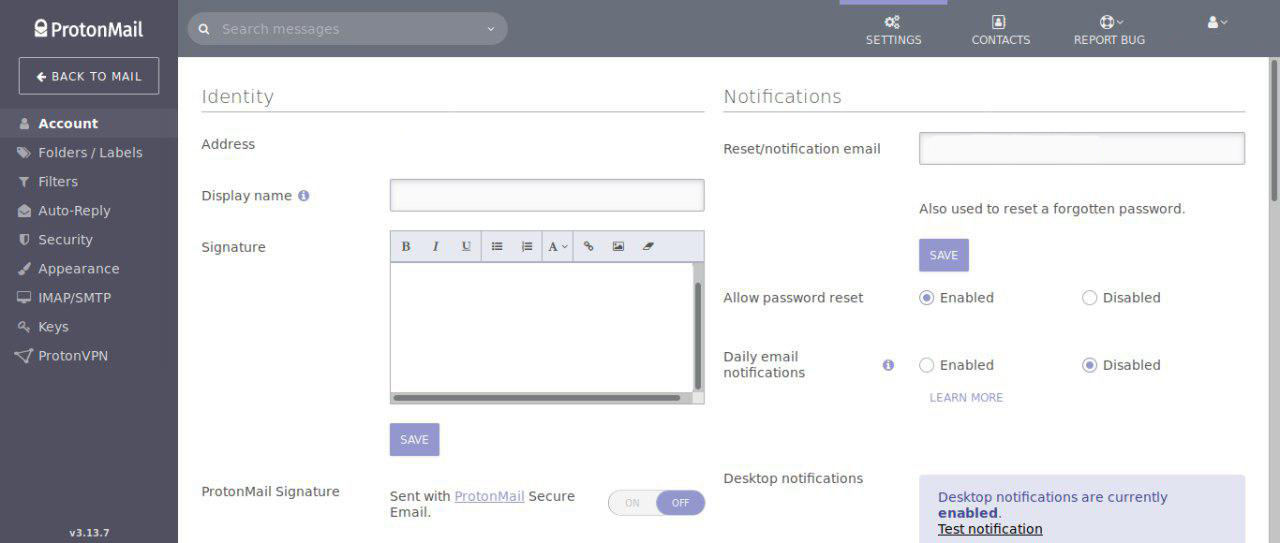 ProtonMail
Search messages
SETTINGS
CONTACTS
REPORT BUG
BACK TO MAIL
Account
Folders / Labels
Filters
Auto-Reply
Security
Appearance
IMAP/SMTP
Keys
ProtonVPN
v3.13.7
Identity
Address
Display name
Signature
B I U A
SAVE
ProtonMail Signature
Sent with ProtonMail Secure
Email.
ON OFF
Notifications
Reset/notification email
Also used to reset a forgotten password.
SAVE
Allow password reset
Enabled
Disabled
Daily email
notifications
Enabled
Disabled
LEARN MORE
Desktop notifications
Desktop notifications are currently
enabled.
Test notification